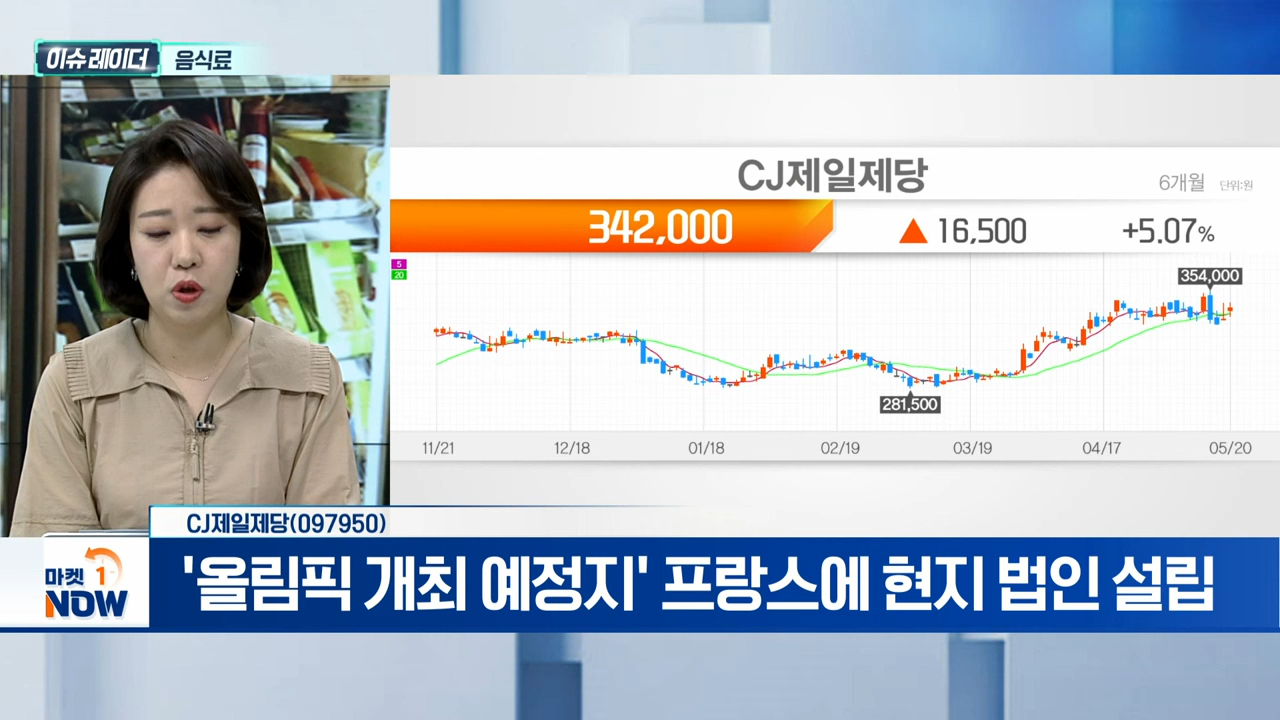 이슈레이더 음식료
CJ제일제당
6개월 단위:원
342,000 ▲ 16,500 +5.07%
5
20
354,000
281,500
11/21 12/18 01/18 02/19 03/19 04/17 05/20
CJ제일제당(097950)
'올림픽 개최 예정지' 프랑스에 현지 법인 설립
마켓 1
NOW